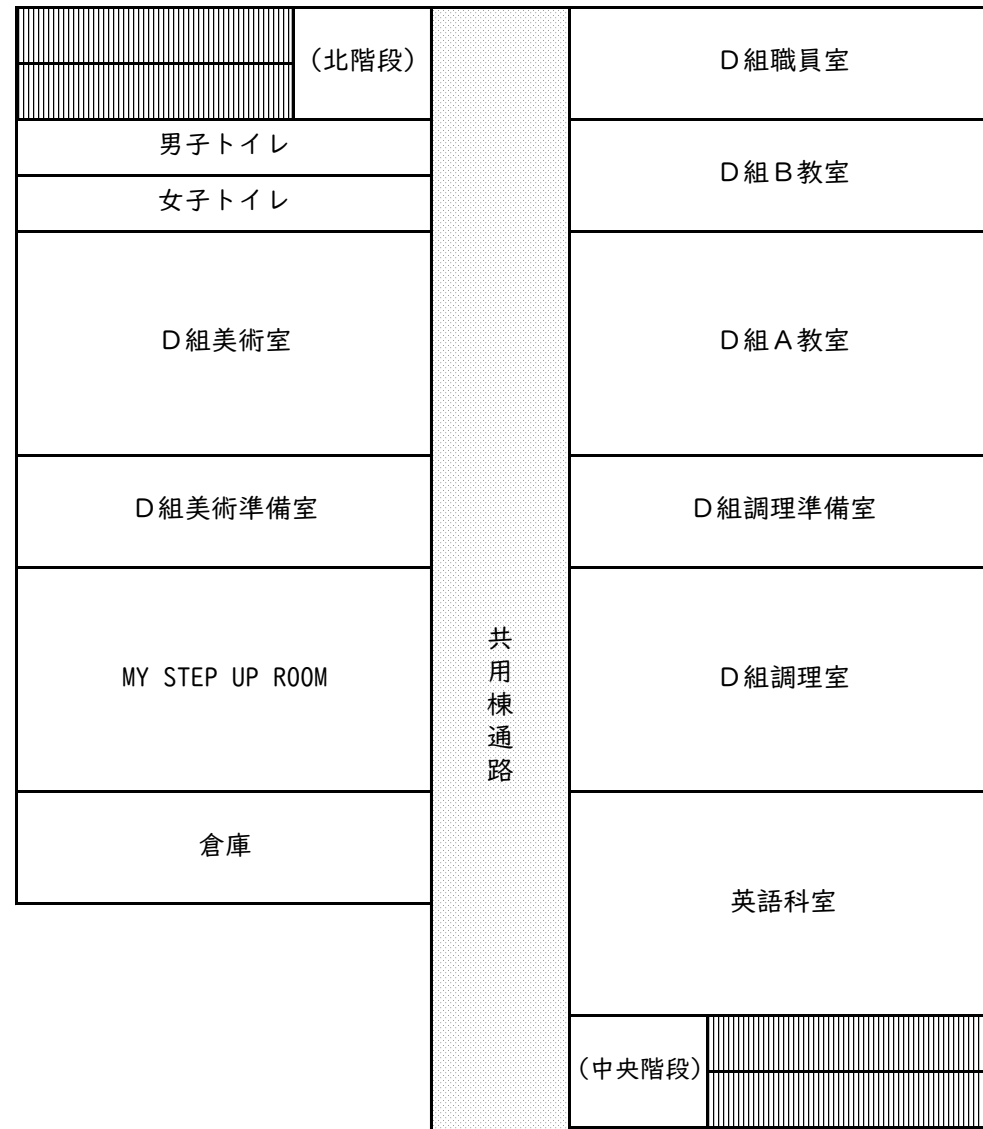 （北階段）
Ｄ組職員室
男子トイレ
Ｄ組Ｂ教室
女子トイレ
Ｄ組美術室
Ｄ組Ａ教室
Ｄ組美術準備室
Ｄ組調理準備室
MY STEP UP ROOM
共用棟通路
Ｄ組調理室
倉庫
英語科室
（中央階段）